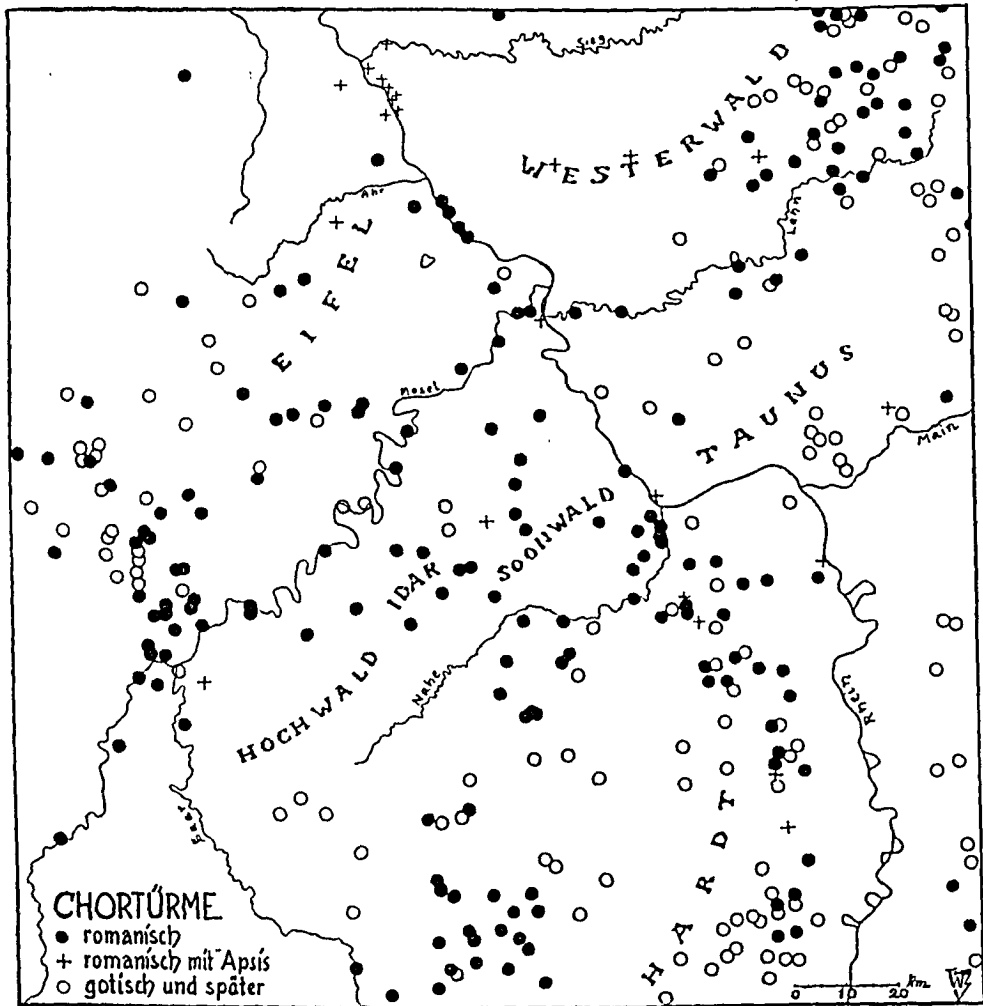 Sieg
WESTERWALD
Ahr
Lahn
EIFEL
Mosel
TAUNUS
Main
SOONWALD
IDAR
HOCHWALD
Nahe
Rhein
HARDT
Saar
CHORTÜRME
romanisch
romanisch mit Apsis
gotisch und später
0 10 20 km